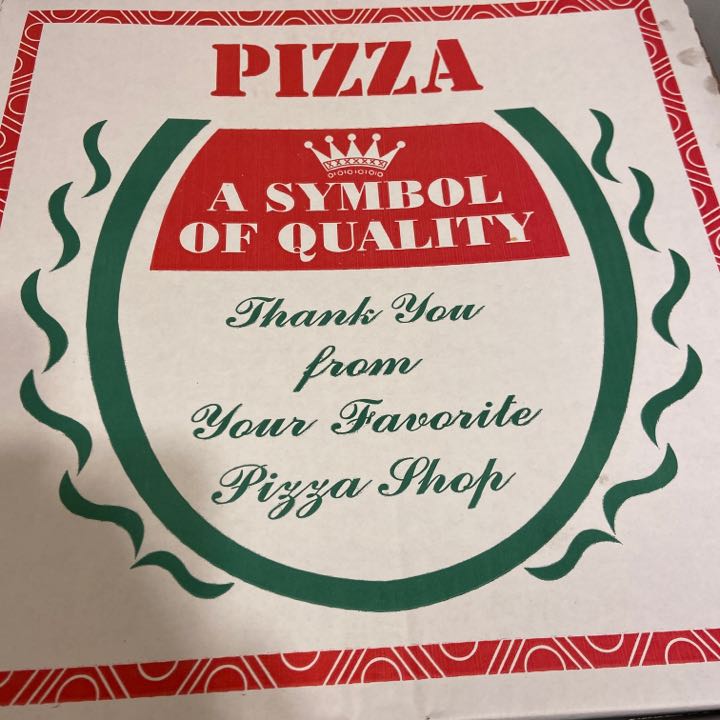 PIZZA
A SYMBOL
OF QUALITY
Thank You
from
Your Favorite
Pizza Shop